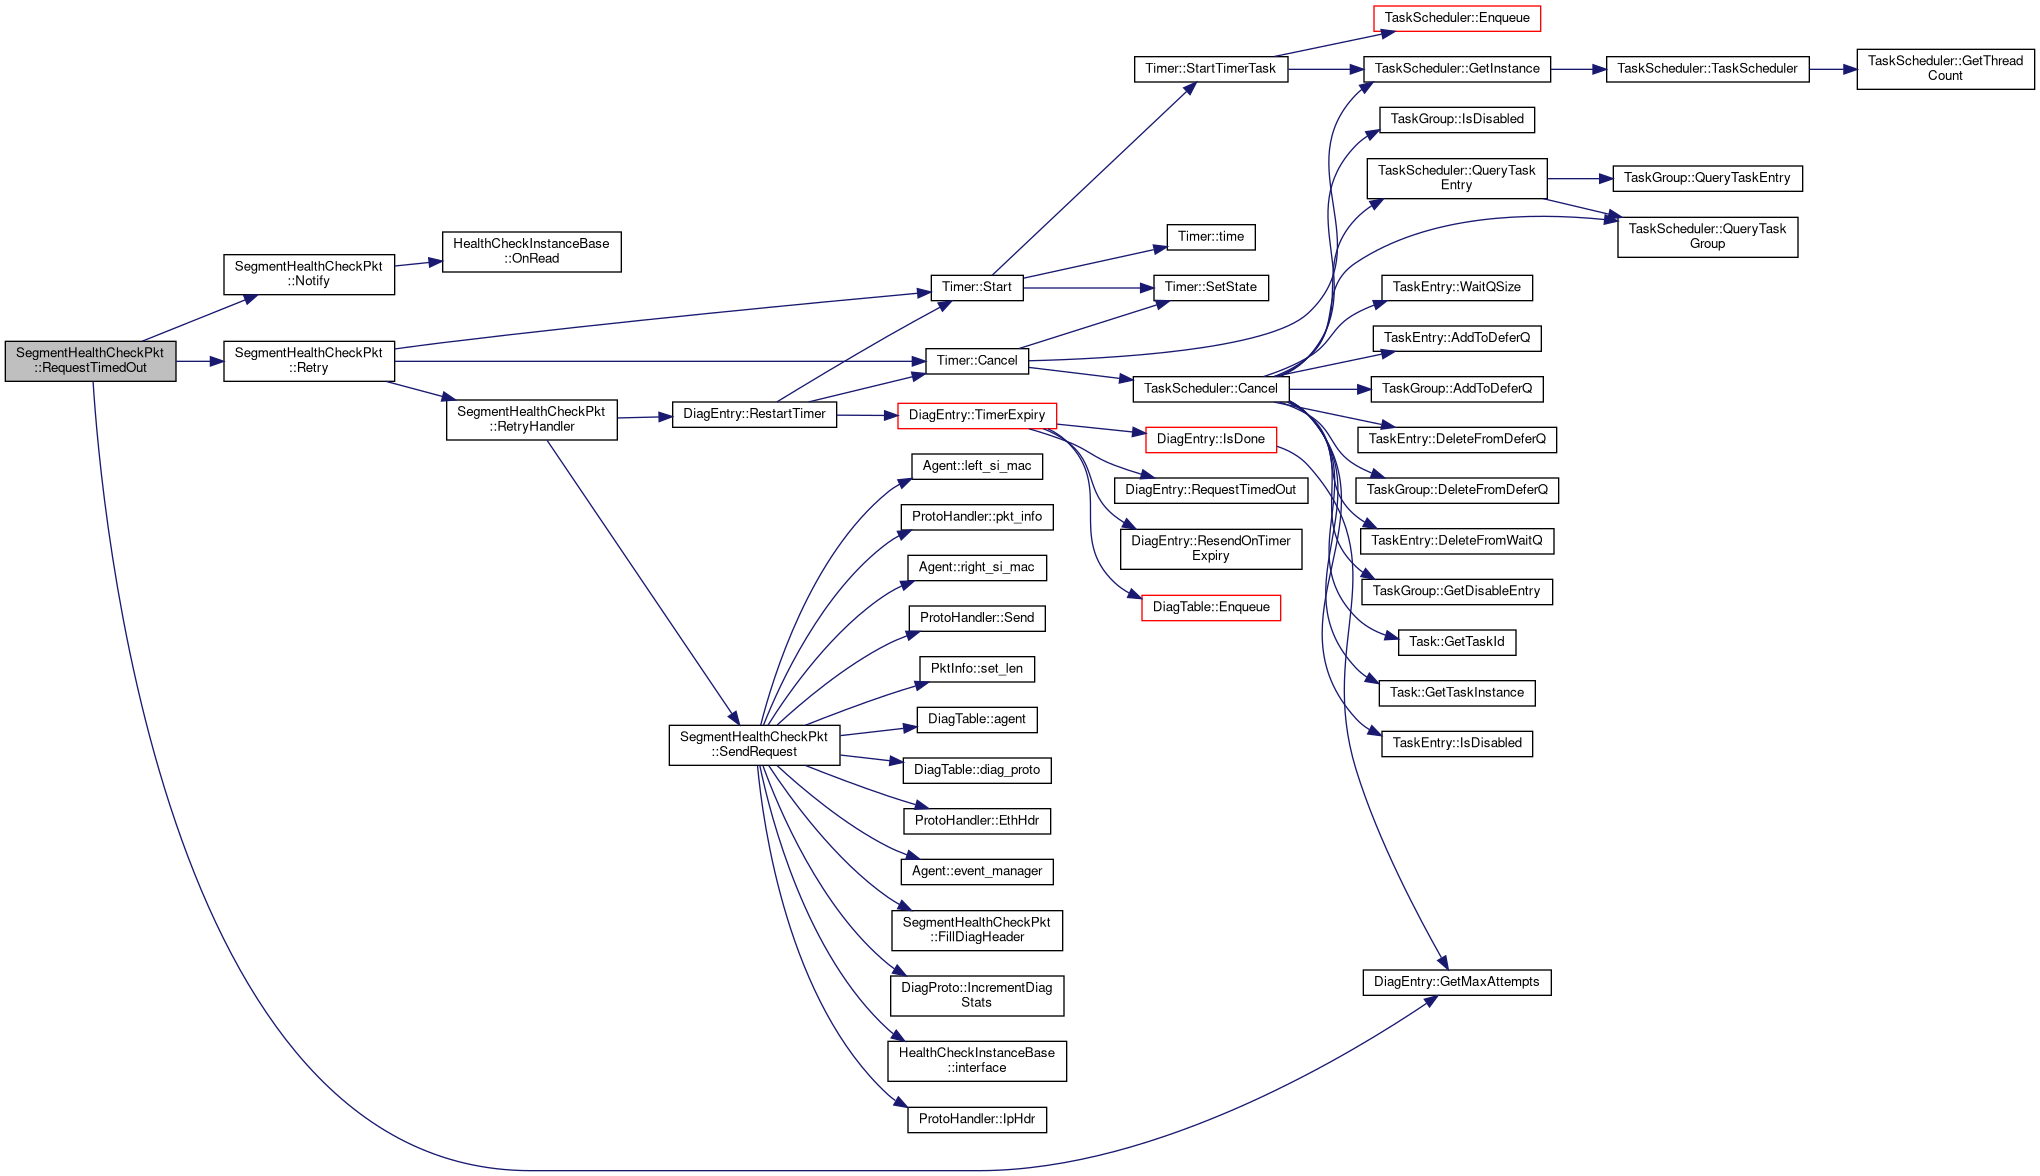 SegmentHealthCheckPkt
::RequestTimedOut
SegmentHealthCheckPkt
::Notify
HealthCheckInstanceBase
::OnRead
SegmentHealthCheckPkt
::Retry
SegmentHealthCheckPkt
::RetryHandler
DiagEntry::RestartTimer
SegmentHealthCheckPkt
::SendRequest
Timer::Start
Timer::Cancel
DiagEntry::TimerExpiry
Agent::left_si_mac
ProtoHandler::pkt_info
Agent::right_si_mac
ProtoHandler::Send
PktInfo::set_len
DiagTable::agent
DiagTable::diag_proto
ProtoHandler::EthHdr
Agent::event_manager
SegmentHealthCheckPkt
::FillDiagHeader
DiagProto::IncrementDiag
Stats
HealthCheckInstanceBase
::interface
ProtoHandler::IpHdr
Timer::StartTimerTask
Timer::time
Timer::SetState
TaskScheduler::Cancel
DiagEntry::IsDone
DiagEntry::RequestTimedOut
DiagEntry::ResendOnTimer
Expiry
DiagTable::Enqueue
TaskScheduler::Enqueue
TaskScheduler::GetInstance
TaskGroup::IsDisabled
TaskScheduler::QueryTask
Entry
TaskEntry::WaitQSize
TaskEntry::AddToDeferQ
TaskGroup::AddToDeferQ
TaskEntry::DeleteFromDeferQ
TaskGroup::DeleteFromDeferQ
TaskEntry::DeleteFromWaitQ
TaskGroup::GetDisableEntry
Task::GetTaskId
Task::GetTaskInstance
TaskEntry::IsDisabled
DiagEntry::GetMaxAttempts
TaskScheduler::TaskScheduler
TaskGroup::QueryTaskEntry
TaskScheduler::QueryTask
Group
TaskScheduler::GetThread
Count